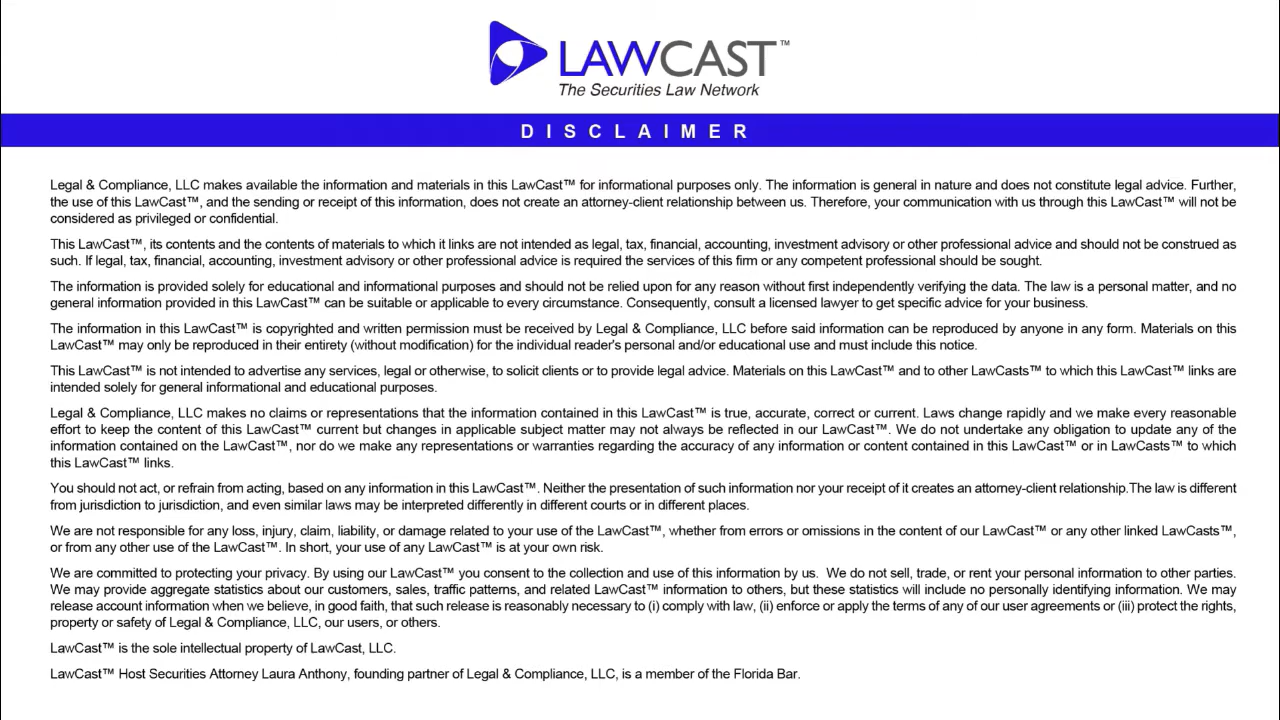 LAWCAST™
The Securities Law Network
DISCLAIMER
Legal & Compliance, LLC makes available the information and materials in this LawCast™ for informational purposes only. The information is general in nature and does not constitute legal advice. Further,
the use of this LawCast™, and the sending or receipt of this information, does not create an attorney-client relationship between us. Therefore, your communication with us through this LawCast™ will not be
considered as privileged or confidential.
This LawCast™, its contents and the contents of materials to which it links are not intended as legal, tax, financial, accounting, investment advisory or other professional advice and should not be construed as
such. If legal, tax, financial, accounting, investment advisory or other professional advice is required the services of this firm or any competent professional should be sought.
The information is provided solely for educational and informational purposes and should not be relied upon for any reason without first independently verifying the data. The law is a personal matter, and no
general information provided in this LawCast™ can be suitable or applicable to every circumstance. Consequently, consult a licensed lawyer to get specific advice for your business.
The information in this LawCast™ is copyrighted and written permission must be received by Legal & Compliance, LLC before said information can be reproduced by anyone in any form. Materials on this
LawCast™ may only be reproduced in their entirety (without modification) for the individual reader's personal and/or educational use and must include this notice.
This LawCast™ is not intended to advertise any services, legal or otherwise, to solicit clients or to provide legal advice. Materials on this LawCast™ and to other LawCasts™ to which this LawCast™ links are
intended solely for general informational and educational purposes.
Legal & Compliance, LLC makes no claims or representations that the information contained in this LawCast™ is true, accurate, correct or current. Laws change rapidly and we make every reasonable
effort to keep the content of this LawCast™ current but changes in applicable subject matter may not always be reflected in our LawCast™. We do not undertake any obligation to update any of the
information contained on the LawCast™, nor do we make any representations or warranties regarding the accuracy of any information or content contained in this LawCast™ or in LawCasts™ to which
this LawCast™ links.
You should not act, or refrain from acting, based on any information in this LawCast™. Neither the presentation of such information nor your receipt of it creates an attorney-client relationship.The law is different
from jurisdiction to jurisdiction, and even similar laws may be interpreted differently in different courts or in different places.
We are not responsible for any loss, injury, claim, liability, or damage related to your use of the LawCast™, whether from errors or omissions in the content of our LawCast™ or any other linked LawCasts™,
or from any other use of the LawCast™. In short, your use of any LawCast™ is at your own risk.
We are committed to protecting your privacy. By using our LawCast™ you consent to the collection and use of this information by us. We do not sell, trade, or rent your personal information to other parties.
We may provide aggregate statistics about our customers, sales, traffic patterns, and related LawCast™ information to others, but these statistics will include no personally identifying information. We may
release account information when we believe, in good faith, that such release is reasonably necessary to (i) comply with law, (ii) enforce or apply the terms of any of our user agreements or (iii) protect the rights,
property or safety of Legal & Compliance, LLC, our users, or others.
LawCast™ is the sole intellectual property of LawCast, LLC.
LawCast™ Host Securities Attorney Laura Anthony, founding partner of Legal & Compliance, LLC, is a member of the Florida Bar.